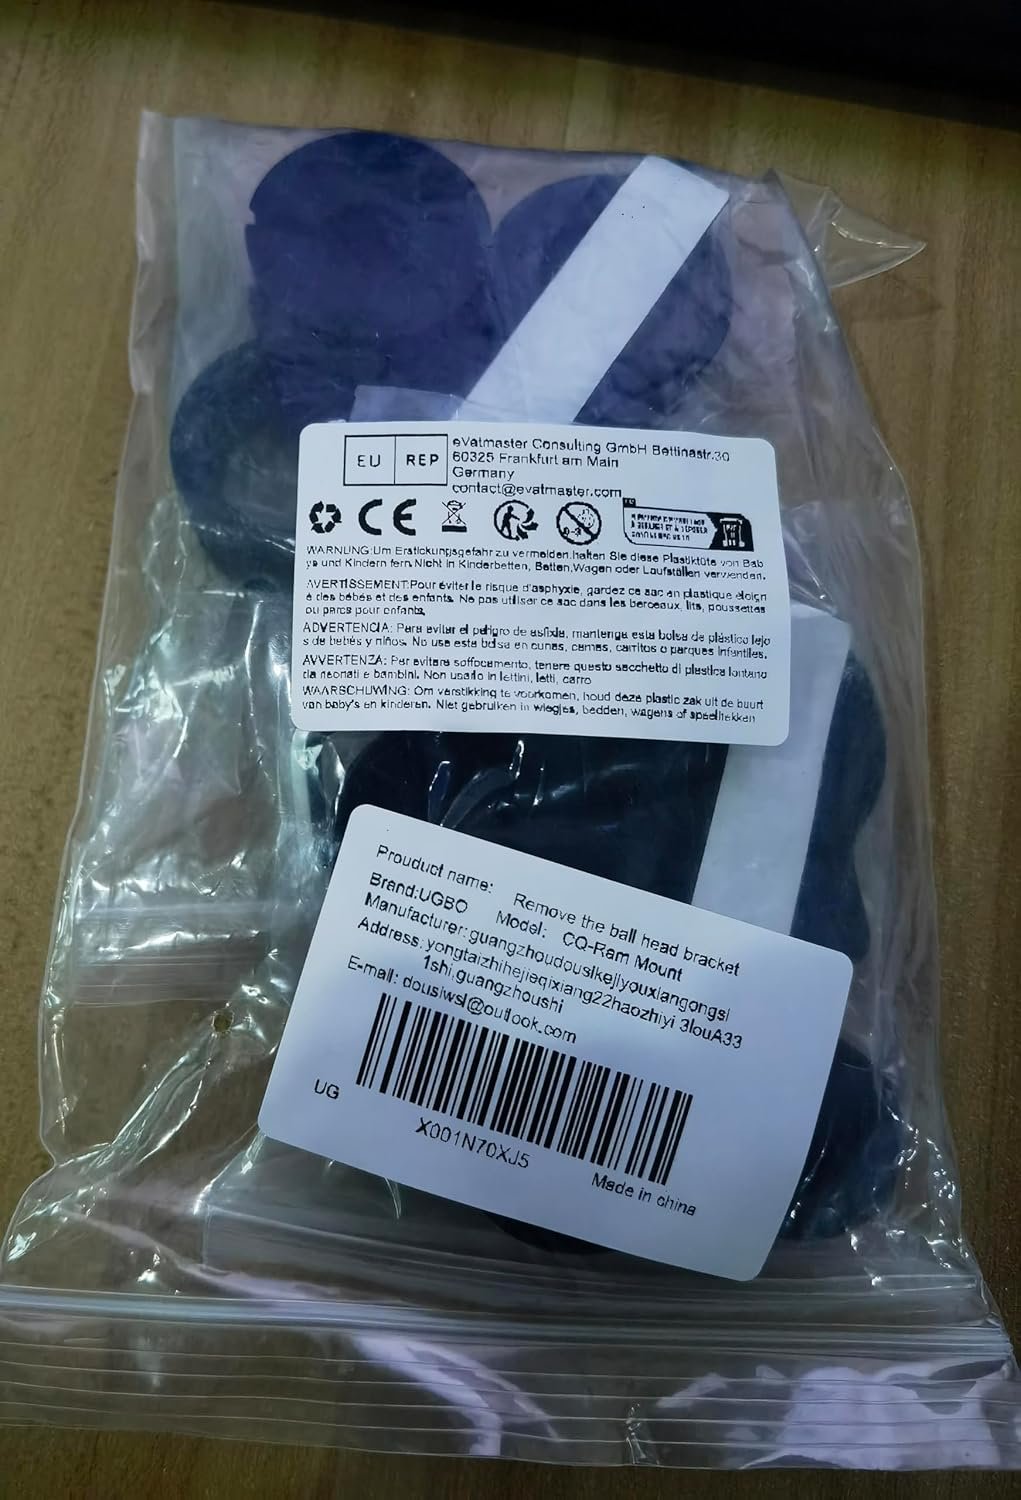 EU REP
eVatmaster Consulting GmbH Bettinastr.30
60325 Frankfurt am Main
Germany
contact@evatmaster.com
CE
0-3
WARNUNG:Um Erstickungsgefahr zu vermeiden,halten Sie diese Plastiktüte von Bab
ys und Kindern fern.Nicht in Kinderbetten, Betten,Wagen oder Laufställen verwenden.
AVERTISSEMENT:Pour éviter le risque d'asphyxie, gardez ce sac en plastique éloign
é des bébés et des enfants. Ne pas utiliser ce sac dans les berceaux, lits, poussettes
ou parcs pour enfants.
ADVERTENCIA: Para evitar el peligro de asfixia, mantenga esta bolsa de plástico lejo
s de bebés y niños. No use esta bolsa en cunas, camas, carritos o parques infantiles.
AVVERTENZA: Per evitare soffocamento, tenere questo sacchetto di plastica lontano
da neonati e bambini. Non usarlo in lettini, letti, carro
WAARSCHUWING: Om verstikking te voorkomen, houd deze plastic zak uit de buurt
van baby's en kinderen. Niet gebruiken in wiegjes, bedden, wagens of speelhekken
Prouduct name: Remove the ball head bracket
Brand:UGBO Model: CQ-Ram Mount
Manufacturer:guangzhoudousikejiyouxiangongsi
Address:yongtaizhihejieqixiang22haozhiyi 3louA33
1shi,guangzhoushi
E-mail: dousiwsl@outlook.com
UG
X001N70XJ5
Made in china